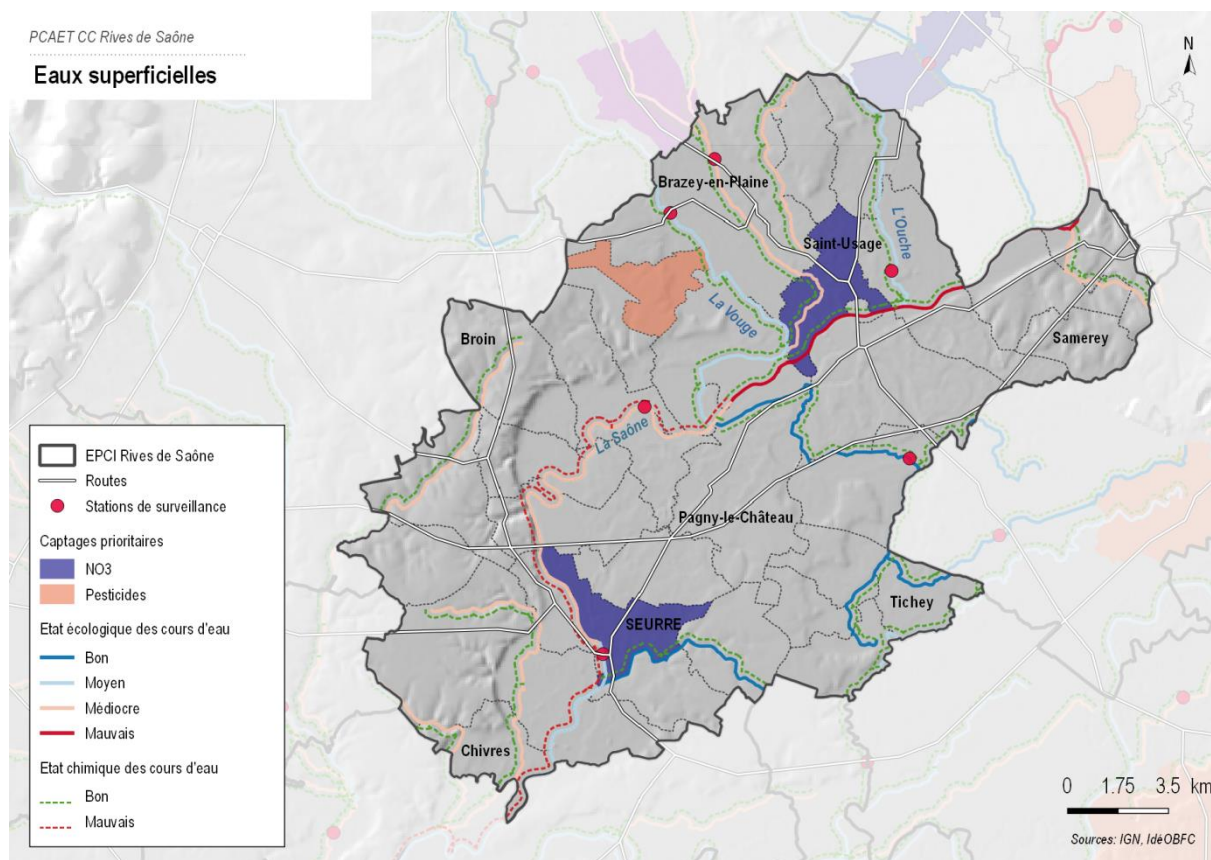 PCAET CC Rives de Saône
Eaux superficielles
N
Brazey-en-Plaine
Saint-Usage
L'Ouche
La Vouge
Broin
Samerey
La Saône
Pagny-le-Château
Tichey
SEURRE
Chivres
EPCI Rives de Saône
Routes
Stations de surveillance
Captages prioritaires
NO3
Pesticides
Etat écologique des cours d'eau
Bon
Moyen
Médiocre
Mauvais
Etat chimique des cours d'eau
Bon
Mauvais
0 1.75 3.5 km
Sources: IGN, IdéOBFC